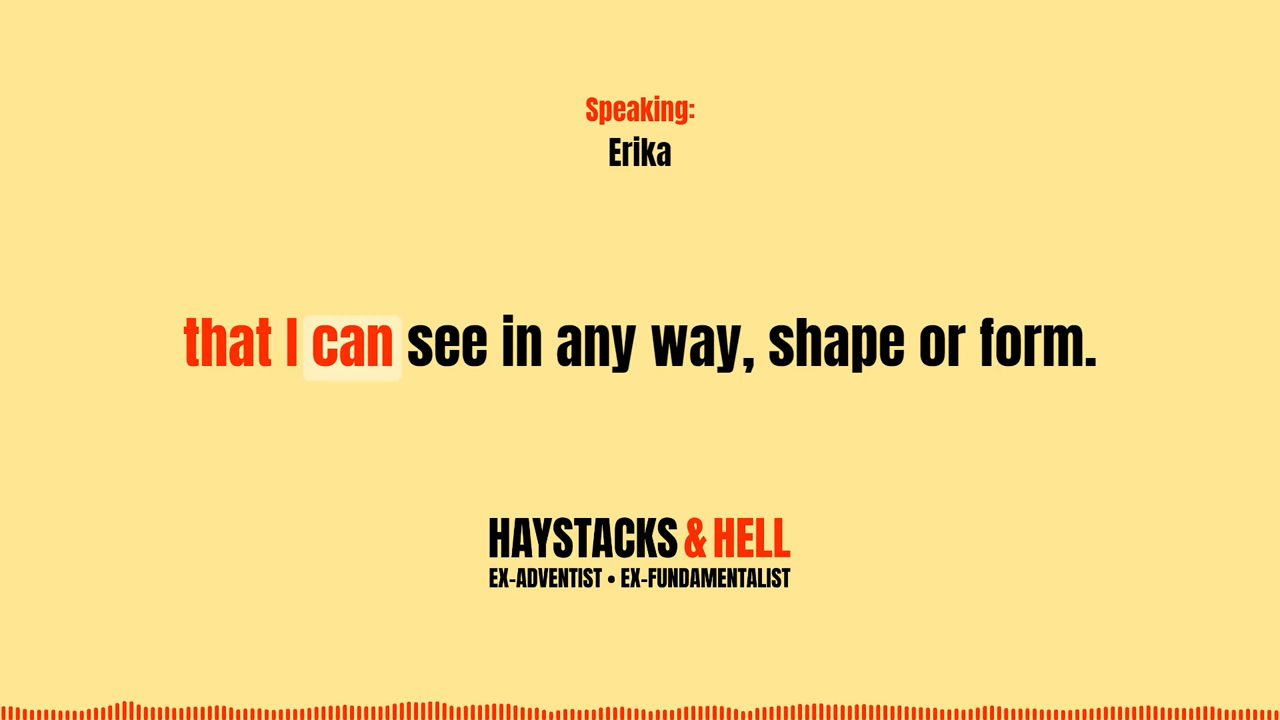 Speaking:
Erika
that I can see in any way, shape or form.
HAYSTACKS & HELL
EX-ADVENTIST • EX-FUNDAMENTALIST